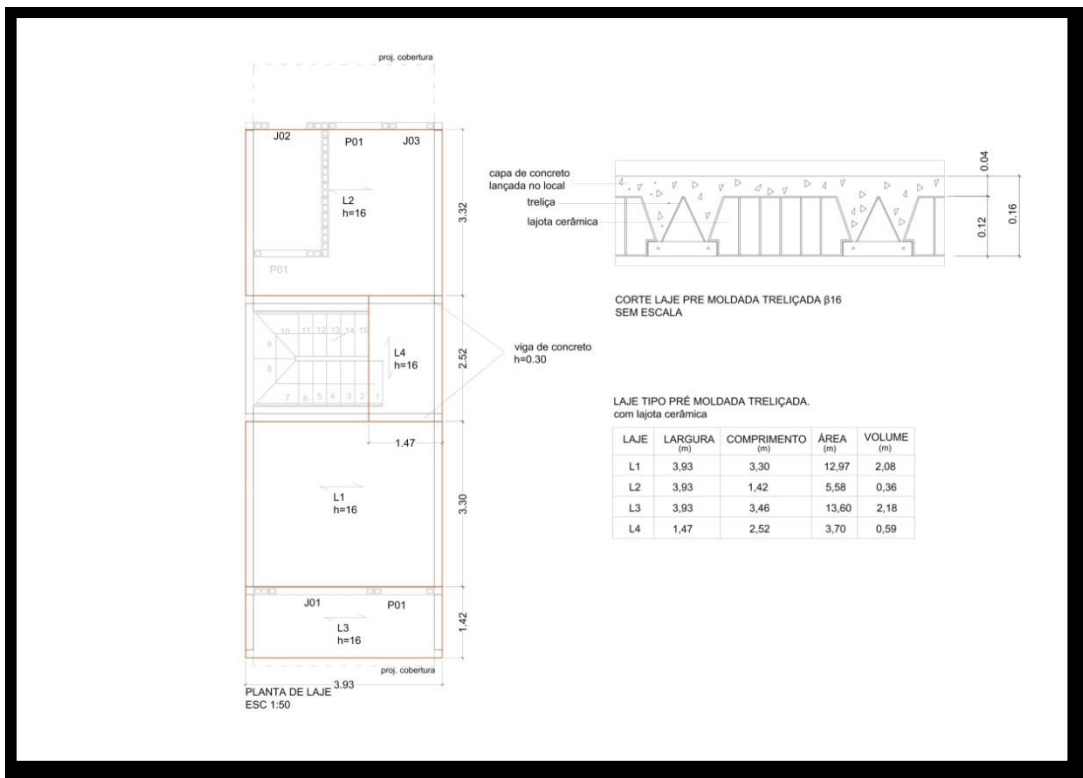 proj. cobertura
J02
P01
J03
L2
h=16
3.32
P01
10
11
12
13
14
15
9
8
7
6
5
4
3
2
1
L4
h=16
2.52
viga de concreto
h=0.30
1.47
L1
h=16
3.30
J01
P01
L3
h=16
1.42
proj. cobertura
3.93
PLANTA DE LAJE
ESC 1:50
capa de concreto
lançada no local
treliça
lajota cerâmica
0.04
0.12
0.16
CORTE LAJE PRE MOLDADA TRELIÇADA β16
SEM ESCALA
LAJE TIPO PRÉ MOLDADA TRELIÇADA.
com lajota cerâmica
LAJE LARGURA (m) COMPRIMENTO (m) ÁREA (m) VOLUME (m)
L1 3,93 3,30 12,97 2,08
L2 3,93 1,42 5,58 0,36
L3 3,93 3,46 13,60 2,18
L4 1,47 2,52 3,70 0,59